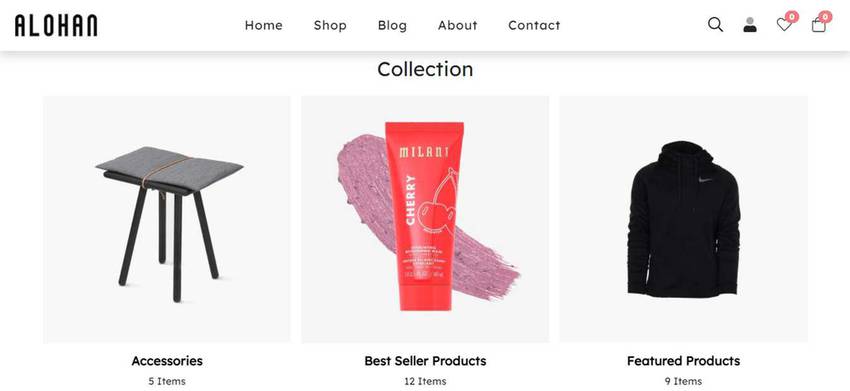 ALOHAN
Home Shop Blog About Contact
0 0
Collection
MILANI
CHERRY
Accessories Best Seller Products Featured Products
5 Items 12 Items 9 Items